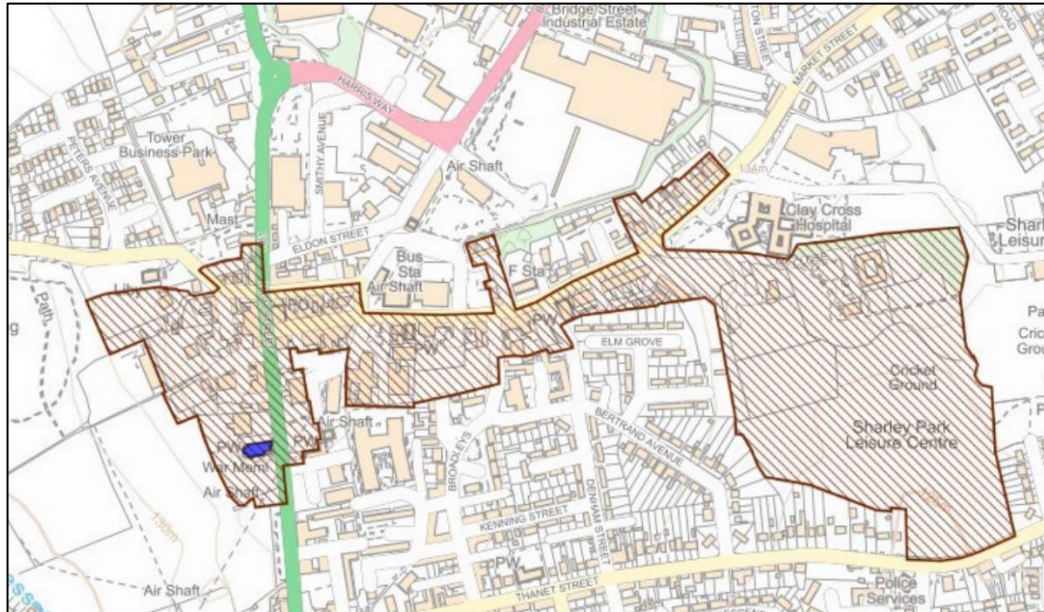 Bridge Street
Industrial Estate
MARKET STREET
HARRIS WAY
PETERS AVENUE
Tower
Business Park
SMITHY AVENUE
Air Shaft
134m
Mast
ELDON STREET
Clay Cross
Hospital
Bus
Sta
Air Shaft
F Sta
Path
PW
PW
ELM GROVE
Cricket
Ground
Air Shaft
BERTRAND AVENUE
Sharley Park
Leisure Centre
PW
PW
War Meml
BROADLEYS
Air Shaft
KENNING STREET
DENHAM STREET
130m
PW
Air Shaft
THANET STREET
Police
Services